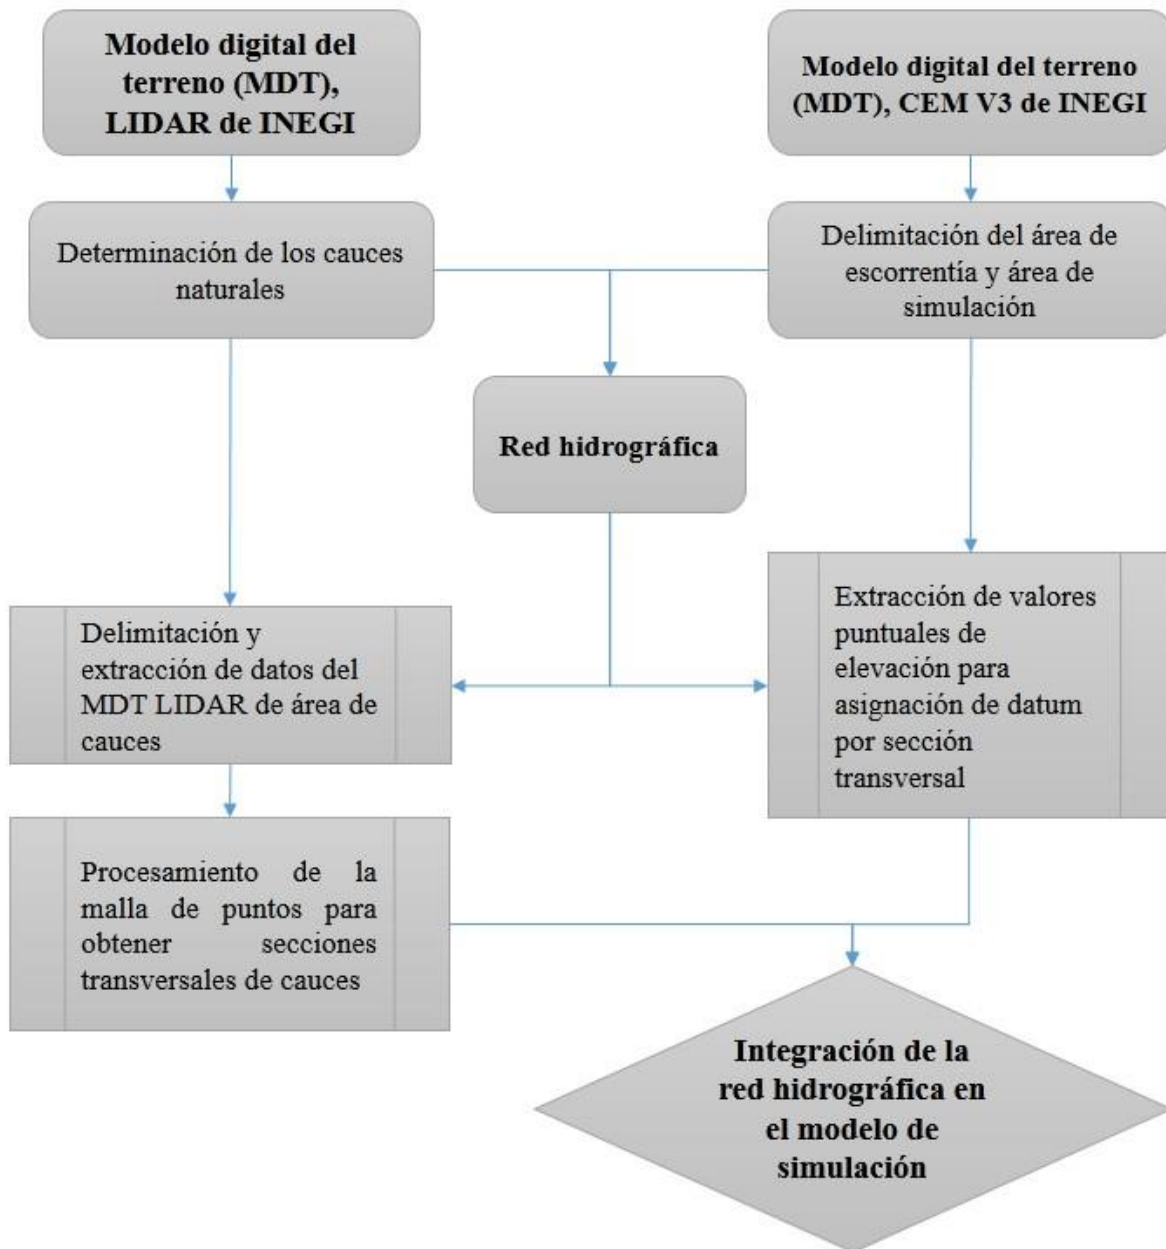 Modelo digital del
terreno (MDT),
LIDAR de INEGI
Modelo digital del terreno
(MDT), CEM V3 de INEGI
Determinación de los cauces
naturales
Delimitación del área de
escorrentía y área de
simulación
Red hidrográfica
Delimitación y
extracción de datos del
MDT LIDAR de área de
cauces
Extracción de valores
puntuales de
elevación para
asignación de datum
por sección
transversal
Procesamiento de la
malla de puntos para
obtener secciones
transversales de cauces
Integración de la
red hidrográfica en
el modelo de
simulación